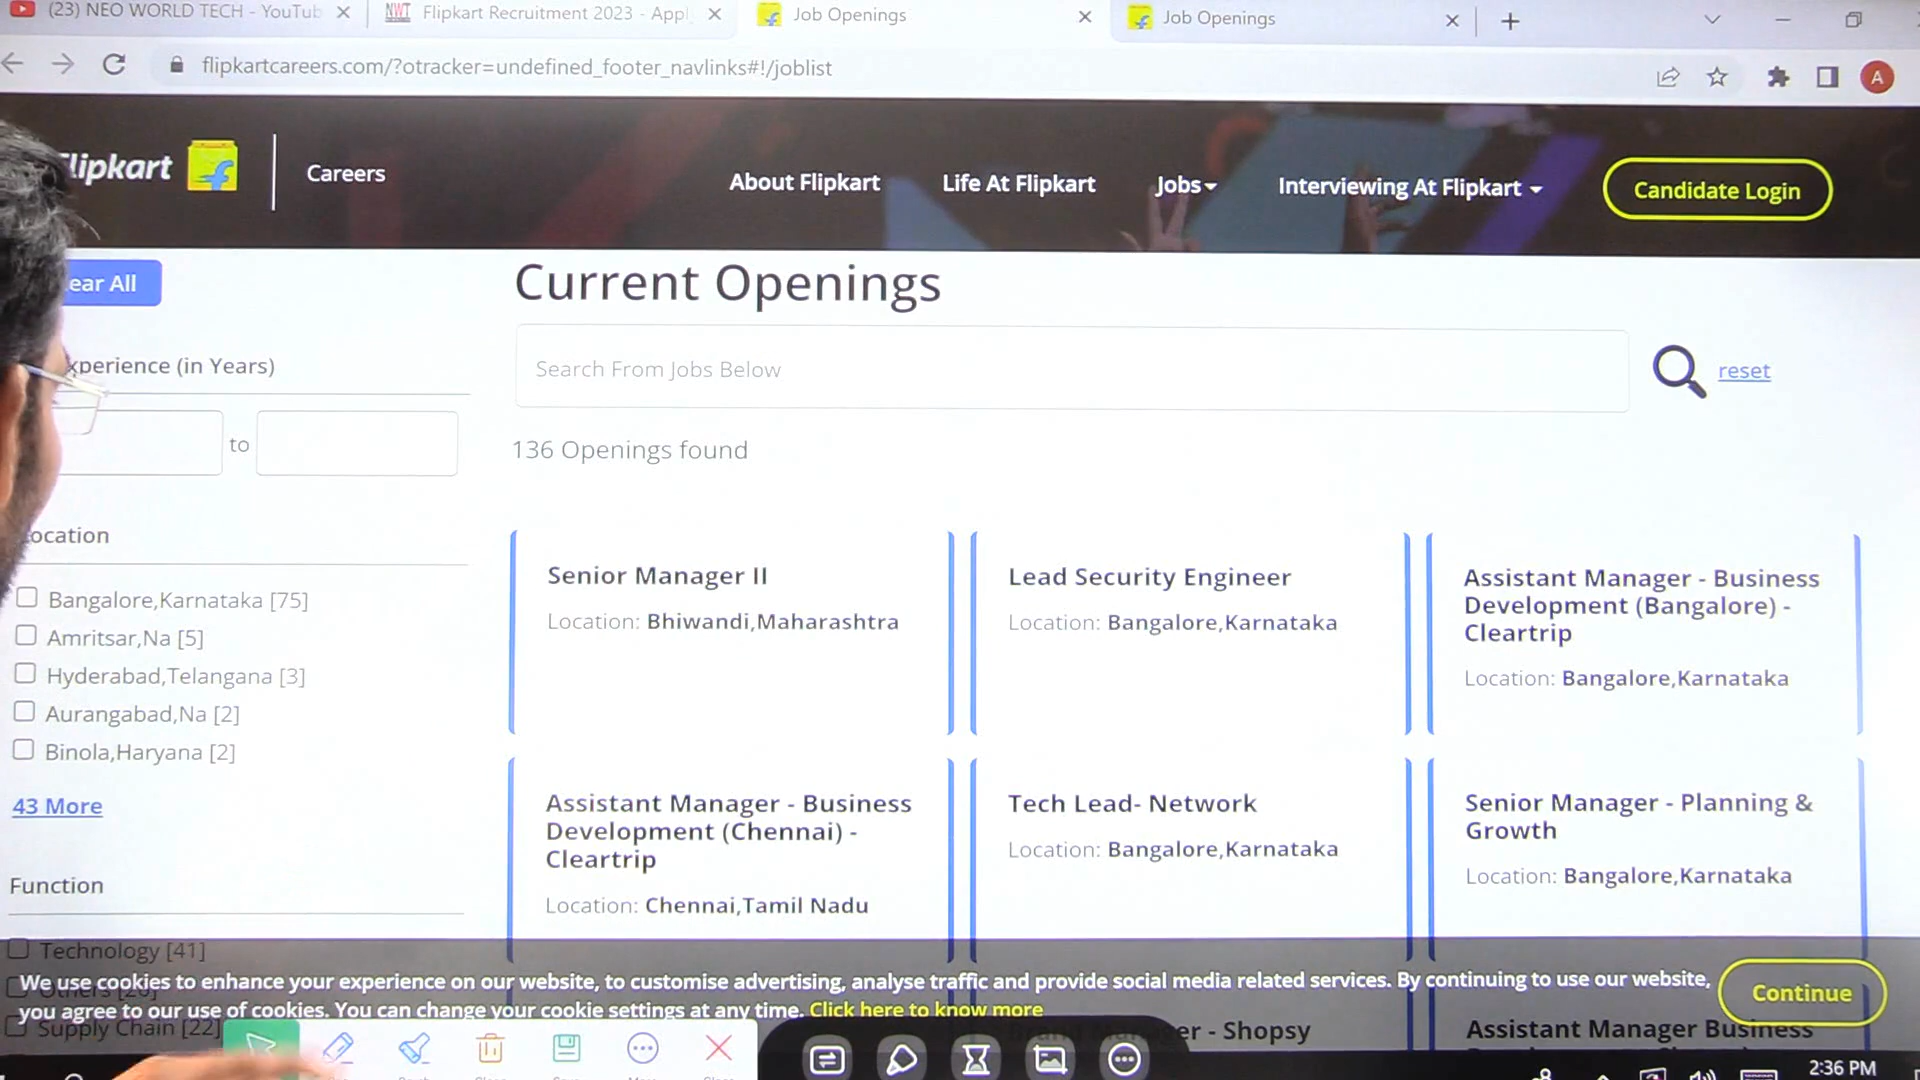 (23) NEO WORLD TECH - YouTub
NWT Flipkart Recruitment 2023 - Appl
Job Openings
Job Openings
flipkartcareers.com/?otracker=undefined_footer_navlinks#!/joblist
A
Flipkart
Careers
About Flipkart
Life At Flipkart
Jobs
Interviewing At Flipkart
Candidate Login
ear All
xperience (in Years)
to
ocation
Bangalore,Karnataka [75]
Amritsar,Na [5]
Hyderabad,Telangana [3]
Aurangabad,Na [2]
Binola,Haryana [2]
43 More
Function
Technology [41]
Supply Chain [22]
Current Openings
Search From Jobs Below
reset
136 Openings found
Senior Manager II
Location: Bhiwandi,Maharashtra
Lead Security Engineer
Location: Bangalore,Karnataka
Assistant Manager - Business
Development (Bangalore) -
Cleartrip
Location: Bangalore,Karnataka
Assistant Manager - Business
Development (Chennai) -
Cleartrip
Location: Chennai,Tamil Nadu
Tech Lead- Network
Location: Bangalore,Karnataka
Senior Manager - Planning &
Growth
Location: Bangalore,Karnataka
er - Shopsy
Assistant Manager Business
We use cookies to enhance your experience on our website, to customise advertising, analyse traffic and provide social media related services. By continuing to use our website,
you agree to our use of cookies. You can change your cookie settings at any time. Click here to know more
Continue
2:36 PM